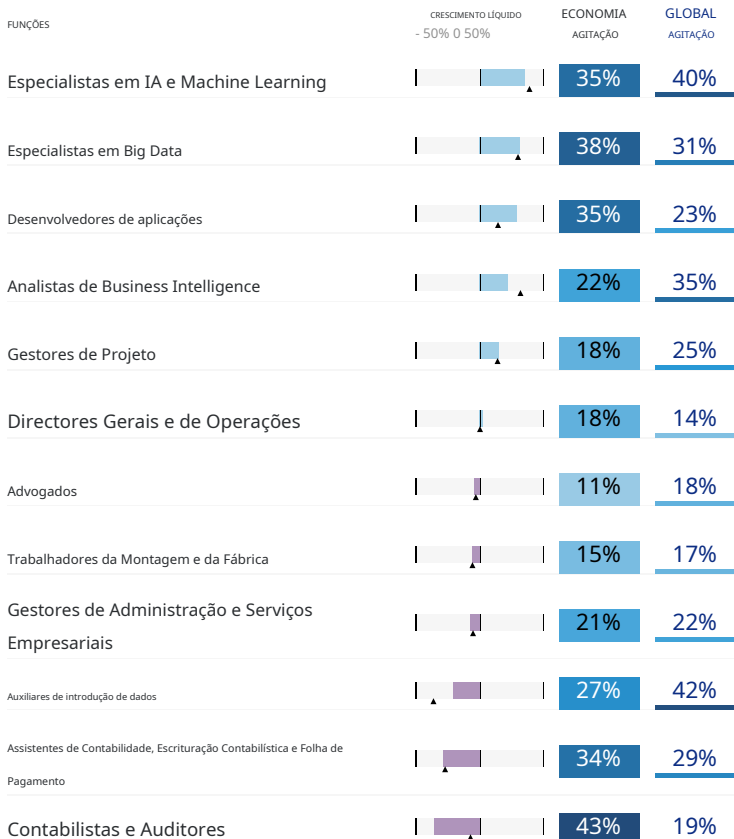 FUNÇÕES
CRESCIMENTO LÍQUIDO
- 50% 0 50%
ECONOMIA
AGITAÇÃO
GLOBAL
AGITAÇÃO
Especialistas em IA e Machine Learning
35%
40%
Especialistas em Big Data
38%
31%
Desenvolvedores de aplicações
35%
23%
Analistas de Business Intelligence
22%
35%
Gestores de Projeto
18%
25%
Directores Gerais e de Operações
18%
14%
Advogados
11%
18%
Trabalhadores da Montagem e da Fábrica
15%
17%
Gestores de Administração e Serviços
Empresariais
21%
22%
Auxiliares de introdução de dados
27%
42%
Assistentes de Contabilidade, Escrituração Contabilística e Folha de
Pagamento
34%
29%
Contabilistas e Auditores
43%
19%